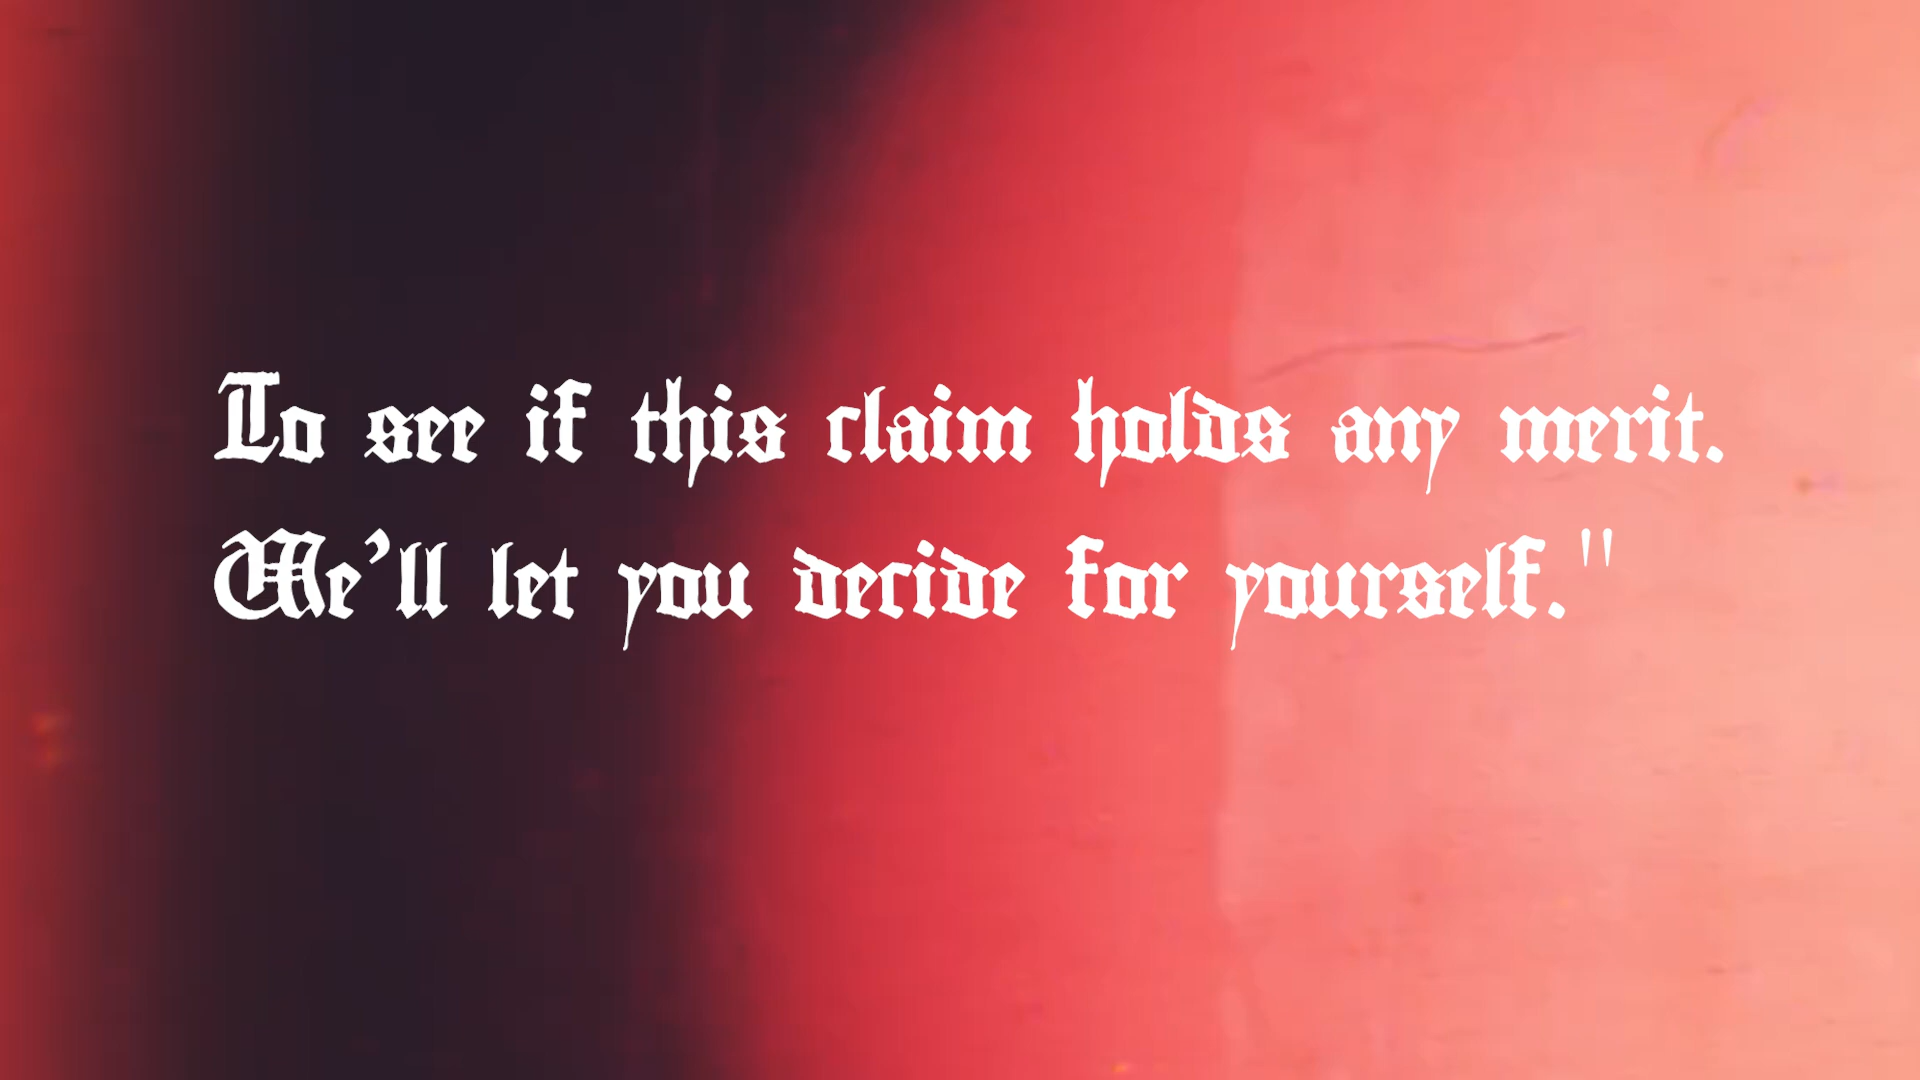 To see if this claim holds any merit.
We’ll let you decide for yourself."